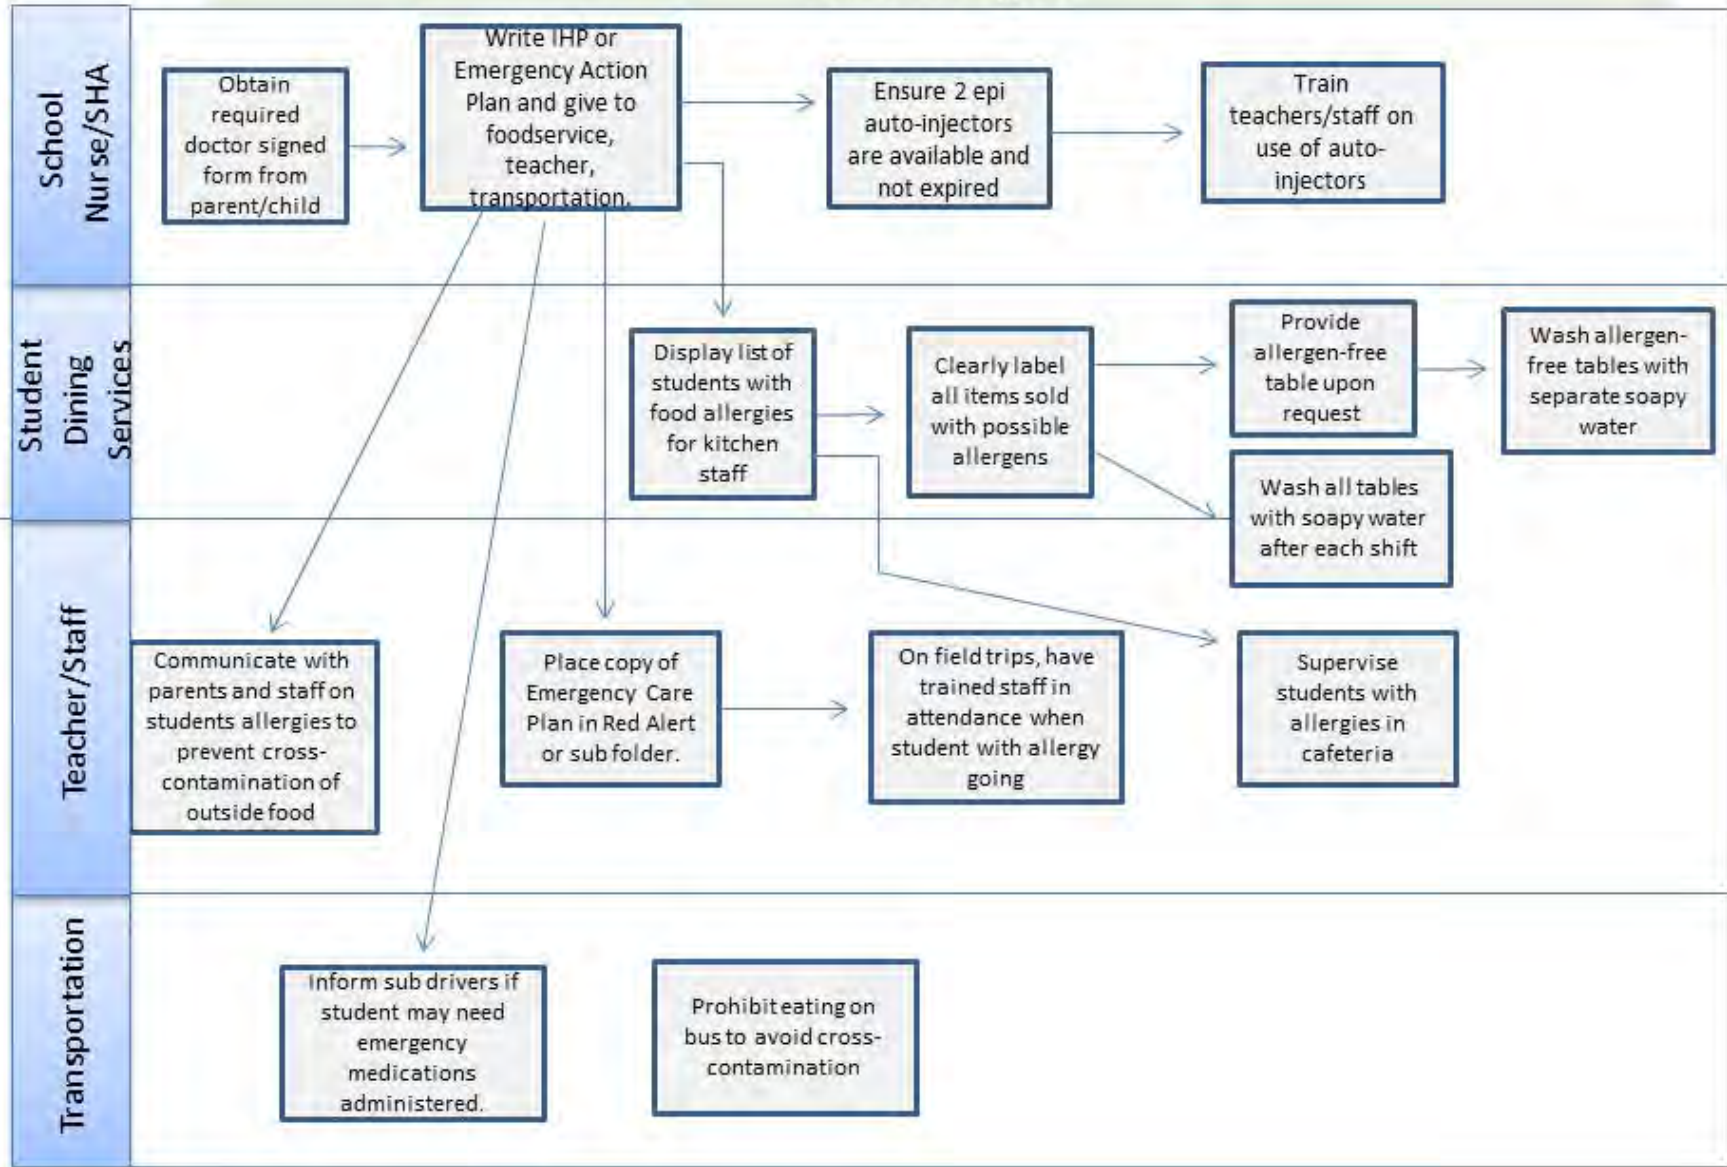 School
Nurse/SHA
Obtain
required
doctor signed
form from
parent/child
Write IHP or
Emergency Action
Plan and give to
foodservice,
teacher,
transportation.
Ensure 2 epi
auto-injectors
are available and
not expired
Train
teachers/staff on
use of auto-
injectors
Student
Dining
Services
Display list of
students with
food allergies
for kitchen
staff
Clearly label
all items sold
with possible
allergens
Provide
allergen-free
table upon
request
Wash allergen-
free tables with
separate soapy
water
Wash all tables
with soapy water
after each shift
Teacher/Staff
Communicate with
parents and staff on
students allergies to
prevent cross-
contamination of
outside food
Place copy of
Emergency Care
Plan in Red Alert
or sub folder.
On field trips, have
trained staff in
attendance when
student with allergy
going
Supervise
students with
allergies in
cafeteria
Transportation
Inform sub drivers if
student may need
emergency
medications
administered.
Prohibit eating on
bus to avoid cross-
contamination